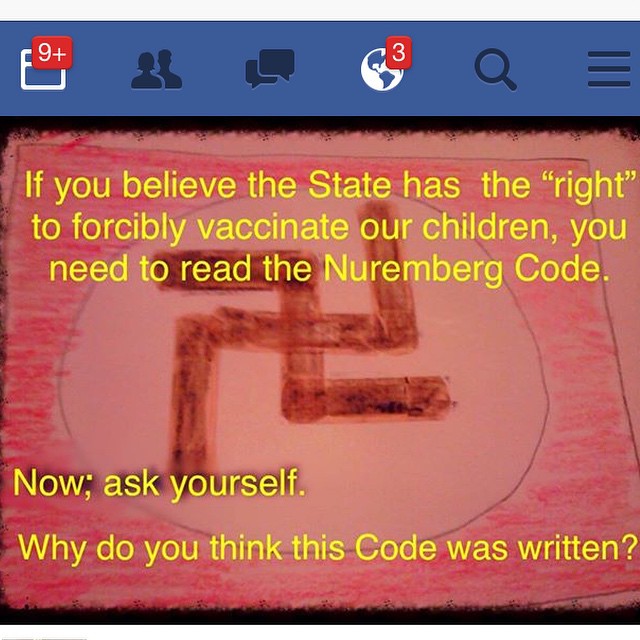 9+
3
If you believe the State has the “right”
to forcibly vaccinate our children, you
need to read the Nuremberg Code.
Now; ask yourself.
Why do you think this Code was written?